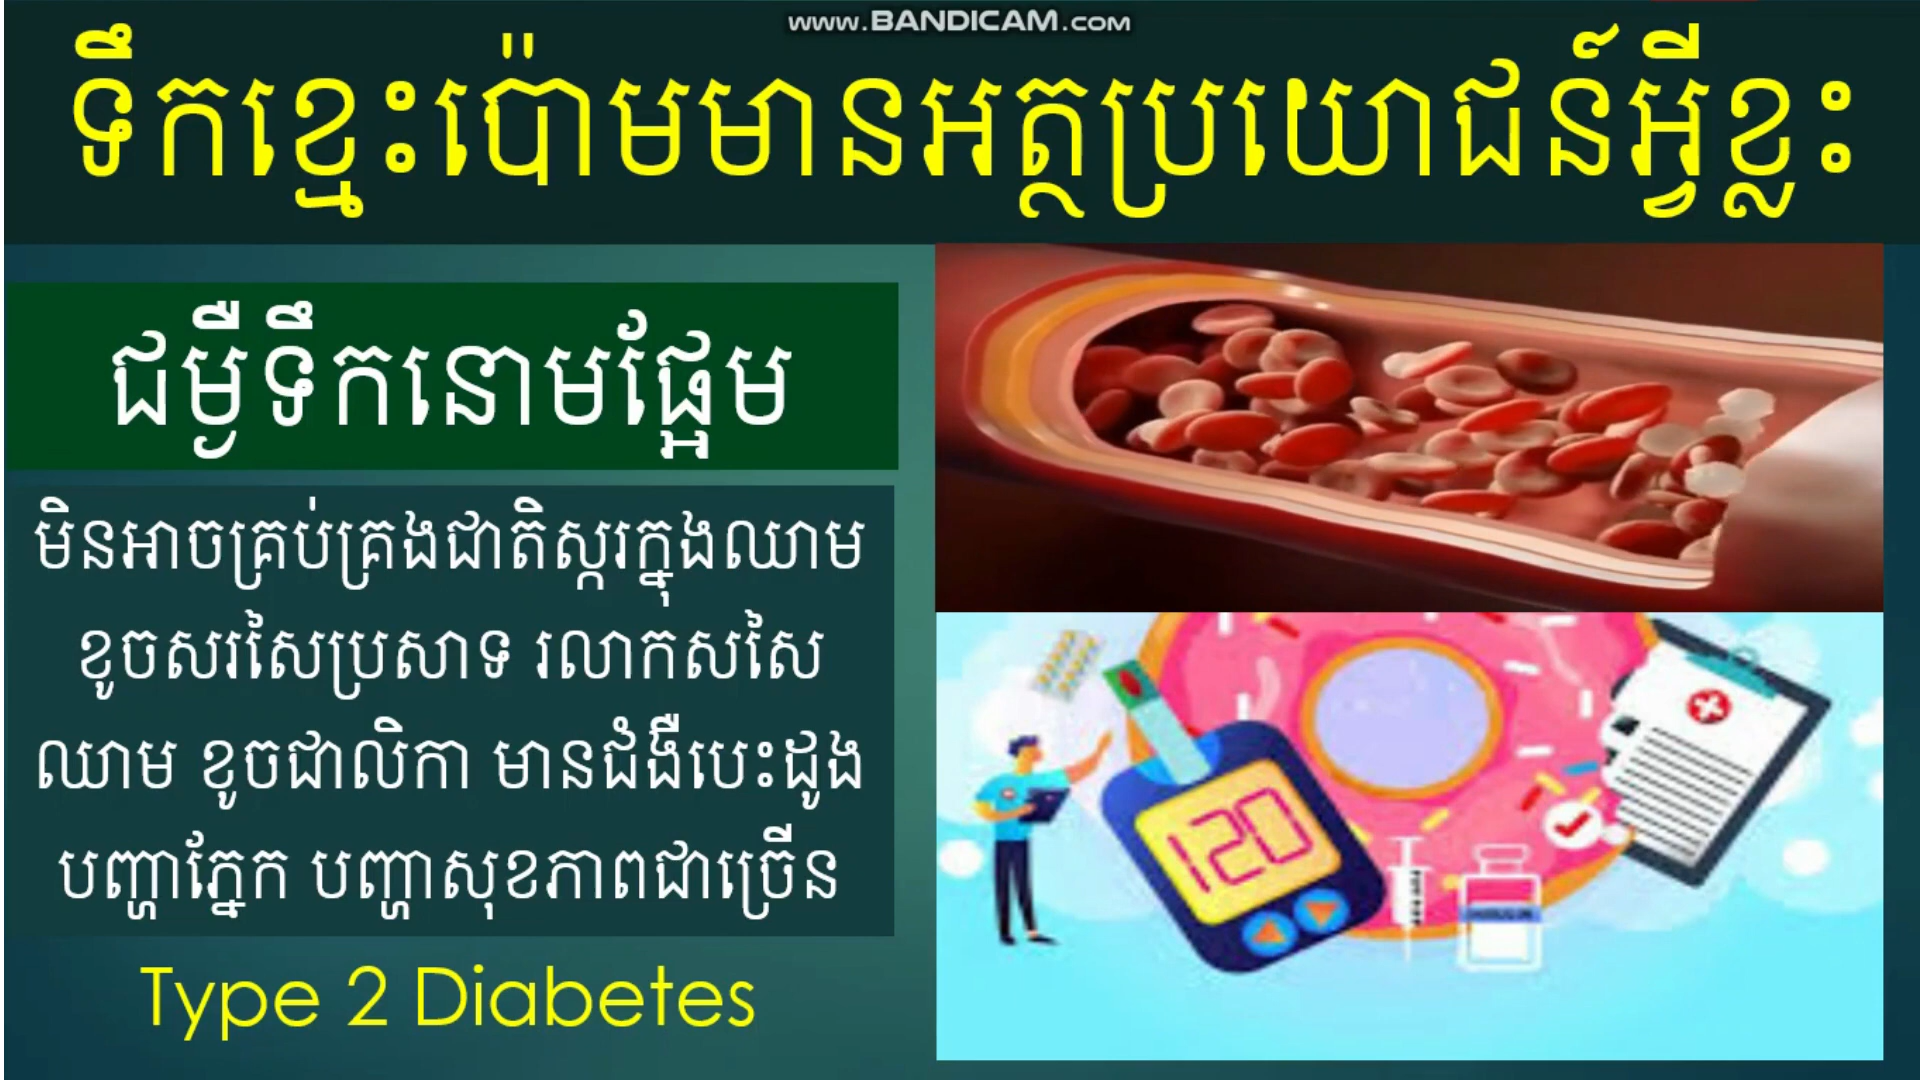 www.BANDICAM.com
ទឹកខ្មេះប៉ោមមានអត្ថប្រយោជន៍អ្វីខ្លះ
ជម្ងឺទឹកនោមផ្អែម
មិនអាចគ្រប់គ្រងជាតិស្ករក្នុងឈាម
ខូចសរសៃប្រសាទ រលាកសសៃ
ឈាម ខូចជាលិកា មានជំងឺបេះដូង
បញ្ហាភ្នែក បញ្ហាសុខភាពជាច្រើន
Type 2 Diabetes
120